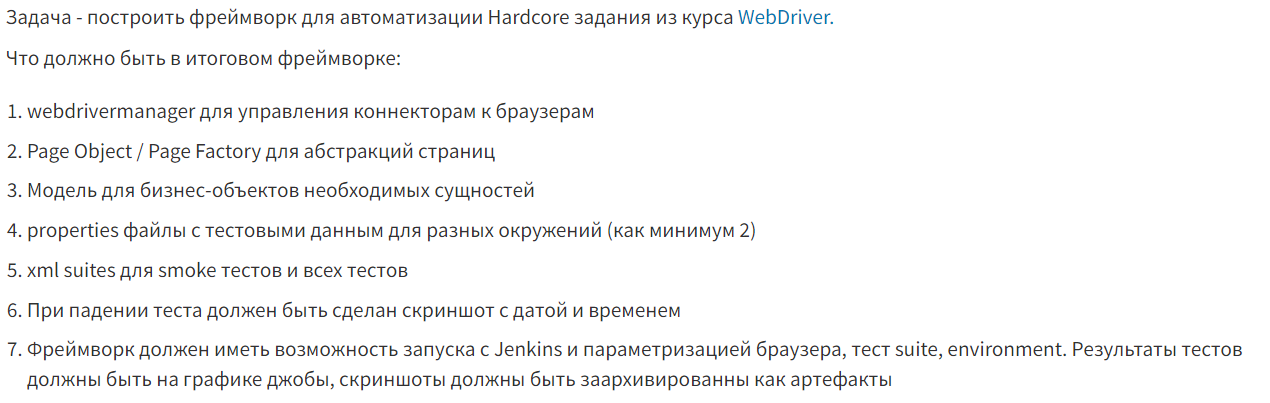 Задача - построить фреймворк для автоматизации Hardcore задания из курса WebDriver.
Что должно быть в итоговом фреймворке:
1. webdrivermanager для управления коннекторам к браузерам
2. Page Object / Page Factory для абстракций страниц
3. Модель для бизнес-объектов необходимых сущностей
4. properties файлы с тестовыми данным для разных окружений (как минимум 2)
5. xml suites для smoke тестов и всех тестов
6. При падении теста должен быть сделан скриншот с датой и временем
7. Фреймворк должен иметь возможность запуска с Jenkins и параметризацией браузера, тест suite, environment. Результаты тестов
должны быть на графике джобы, скриншоты должны быть заархивированны как артефакты